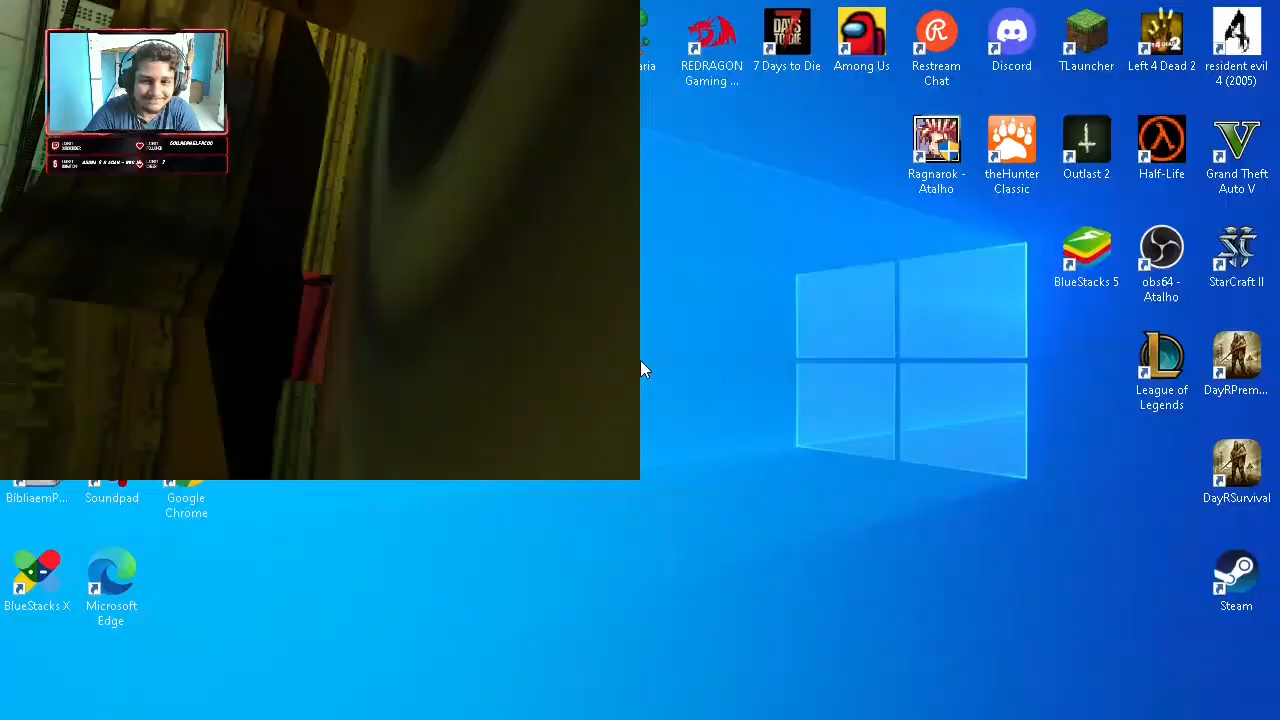 aria
REDRAGON
Gaming ...
7 Days to Die
Among Us
Restream
Chat
Discord
TLauncher
Left 4 Dead 2
resident evil
4 (2005)
Ragnarok -
Atalho
theHunter
Classic
Outlast 2
Half-Life
Grand Theft
Auto V
BlueStacks 5
obs64 -
Atalho
StarCraft II
League of
Legends
DayRPrem...
DayRSurvival
BibliaemP...
Soundpad
Google
Chrome
BlueStacks X
Microsoft
Edge
Steam